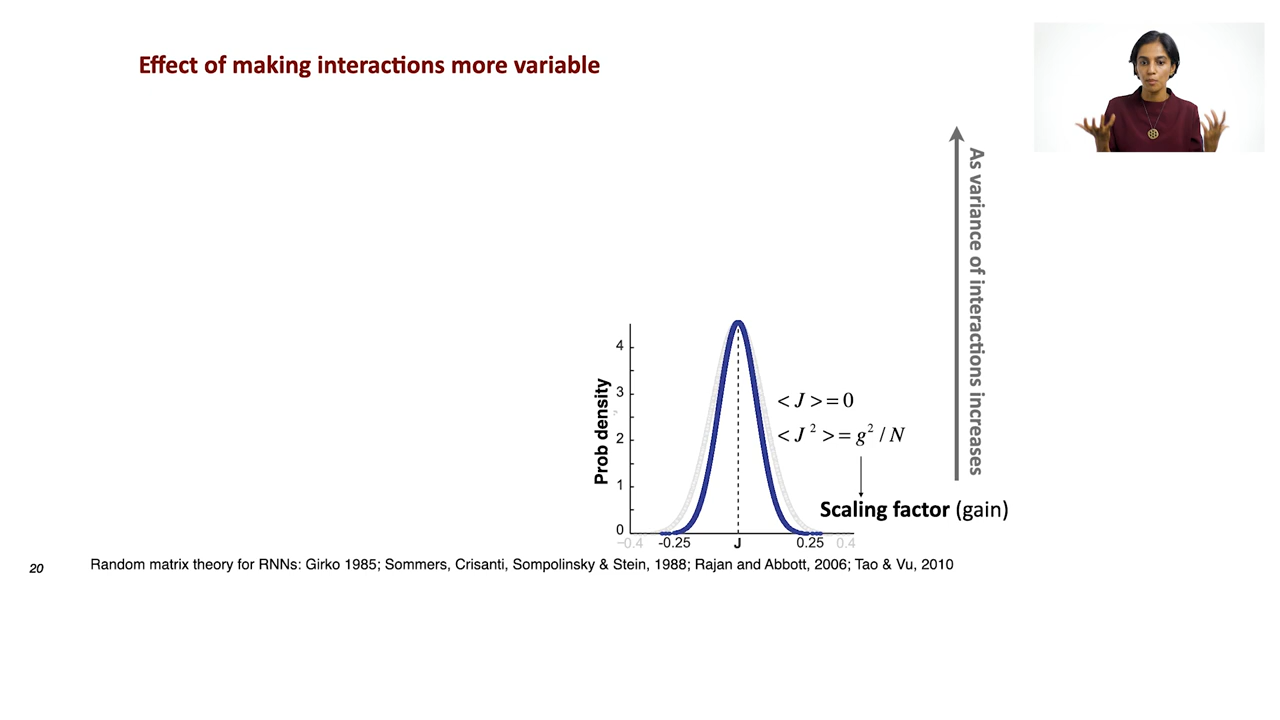 Effect of making interactions more variable
As variance of interactions increases
Prob density
4
3
2
1
0
< J > = 0
< J ² > = g² / N
Scaling factor (gain)
−0.4 -0.25 J 0.25 0.4
20 Random matrix theory for RNNs: Girko 1985; Sommers, Crisanti, Sompolinsky & Stein, 1988; Rajan and Abbott, 2006; Tao & Vu, 2010